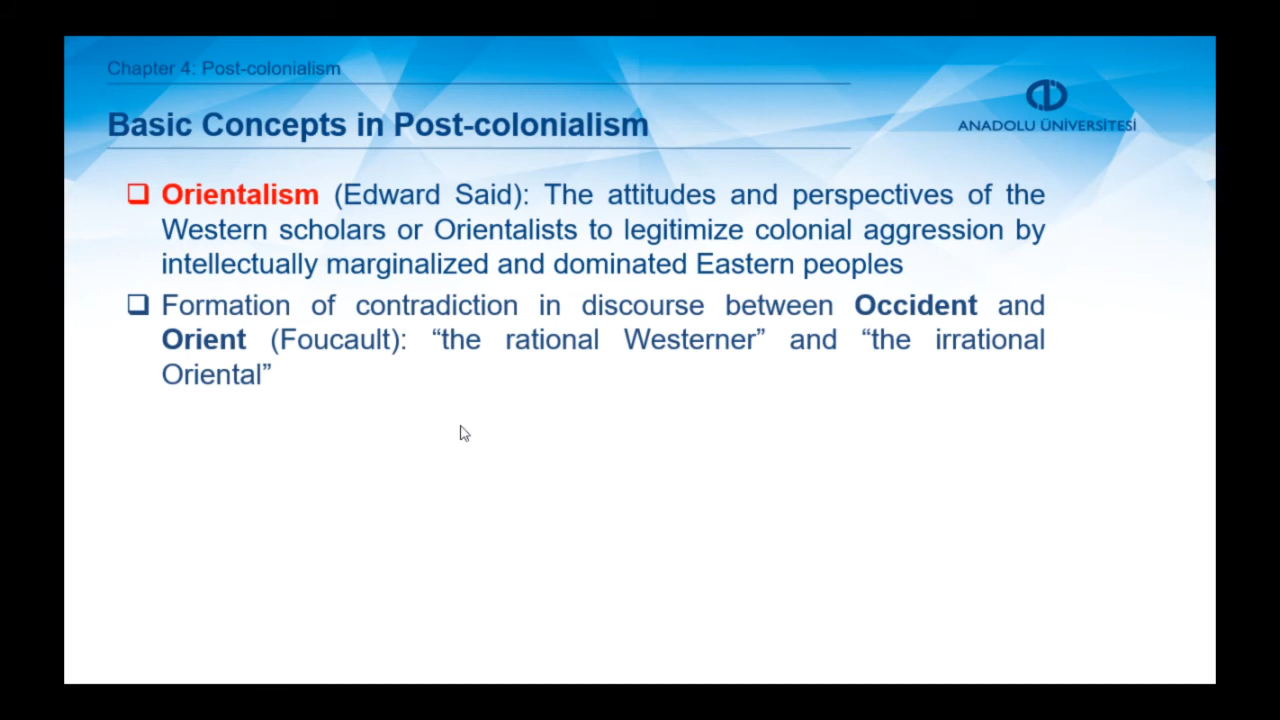 Chapter 4: Post-colonialism
Basic Concepts in Post-colonialism
ANADOLU ÜNİVERSİTESİ
Orientalism (Edward Said): The attitudes and perspectives of the
Western scholars or Orientalists to legitimize colonial aggression by
intellectually marginalized and dominated Eastern peoples
Formation of contradiction in discourse between Occident and
Orient (Foucault): “the rational Westerner” and “the irrational
Oriental”